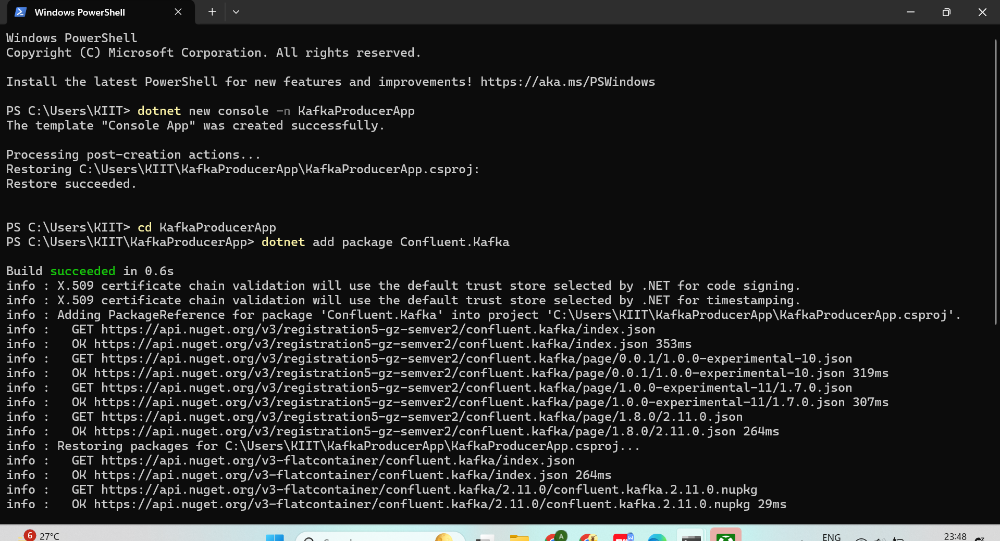 Windows PowerShell
Windows PowerShell
Copyright (C) Microsoft Corporation. All rights reserved.
Install the latest PowerShell for new features and improvements! https://aka.ms/PSWindows
PS C:\Users\KIIT> dotnet new console -n KafkaProducerApp
The template "Console App" was created successfully.
Processing post-creation actions...
Restoring C:\Users\KIIT\KafkaProducerApp\KafkaProducerApp.csproj:
Restore succeeded.
PS C:\Users\KIIT> cd KafkaProducerApp
PS C:\Users\KIIT\KafkaProducerApp> dotnet add package Confluent.Kafka
Build succeeded in 0.6s
info : X.509 certificate chain validation will use the default trust store selected by .NET for code signing.
info : X.509 certificate chain validation will use the default trust store selected by .NET for timestamping.
info : Adding PackageReference for package 'Confluent.Kafka' into project 'C:\Users\KIIT\KafkaProducerApp\KafkaProducerApp.csproj'.
info :   GET https://api.nuget.org/v3/registration5-gz-semver2/confluent.kafka/index.json
info :   OK https://api.nuget.org/v3/registration5-gz-semver2/confluent.kafka/index.json 353ms
info :   GET https://api.nuget.org/v3/registration5-gz-semver2/confluent.kafka/page/0.0.1/1.0.0-experimental-10.json
info :   OK https://api.nuget.org/v3/registration5-gz-semver2/confluent.kafka/page/0.0.1/1.0.0-experimental-10.json 319ms
info :   GET https://api.nuget.org/v3/registration5-gz-semver2/confluent.kafka/page/1.0.0-experimental-11/1.7.0.json
info :   OK https://api.nuget.org/v3/registration5-gz-semver2/confluent.kafka/page/1.0.0-experimental-11/1.7.0.json 307ms
info :   GET https://api.nuget.org/v3/registration5-gz-semver2/confluent.kafka/page/1.8.0/2.11.0.json
info :   OK https://api.nuget.org/v3/registration5-gz-semver2/confluent.kafka/page/1.8.0/2.11.0.json 264ms
info : Restoring packages for C:\Users\KIIT\KafkaProducerApp\KafkaProducerApp.csproj...
info :   GET https://api.nuget.org/v3-flatcontainer/confluent.kafka/index.json
info :   OK https://api.nuget.org/v3-flatcontainer/confluent.kafka/index.json 264ms
info :   GET https://api.nuget.org/v3-flatcontainer/confluent.kafka/2.11.0/confluent.kafka.2.11.0.nupkg
info :   OK https://api.nuget.org/v3-flatcontainer/confluent.kafka/2.11.0/confluent.kafka.2.11.0.nupkg 29ms
6 27°C A ENG 23:48